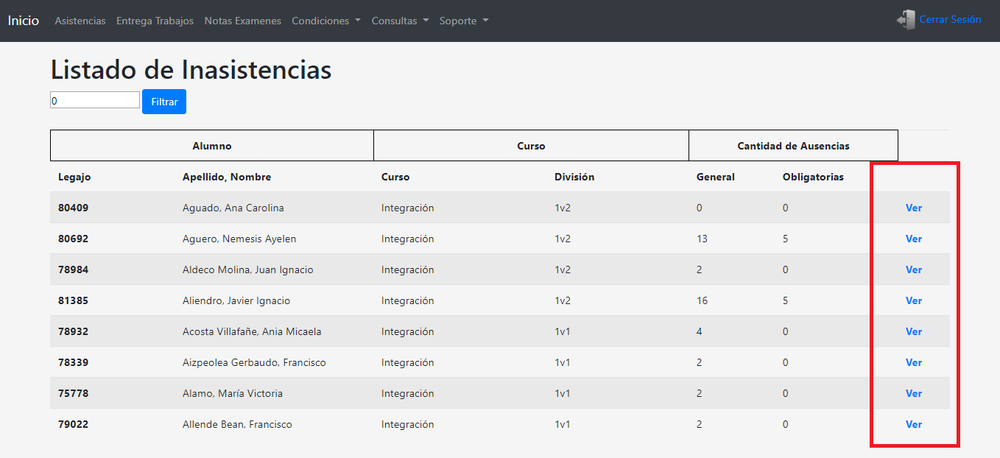 Inicio Asistencias Entrega Trabajos Notas Examenes Condiciones Consultas Soporte Cerrar Sesión
Listado de Inasistencias
0 Filtrar
Alumno Curso Cantidad de Ausencias
Legajo Apellido, Nombre Curso División General Obligatorias
80409 Aguado, Ana Carolina Integración 1v2 0 0 Ver
80692 Aguero, Nemesis Ayelen Integración 1v2 13 5 Ver
78984 Aldeco Molina, Juan Ignacio Integración 1v2 2 0 Ver
81385 Aliendro, Javier Ignacio Integración 1v2 16 5 Ver
78932 Acosta Villafañe, Ania Micaela Integración 1v1 4 0 Ver
78339 Aizpeolea Gerbaudo, Francisco Integración 1v1 2 0 Ver
75778 Alamo, María Victoria Integración 1v1 2 0 Ver
79022 Allende Bean, Francisco Integración 1v1 2 0 Ver